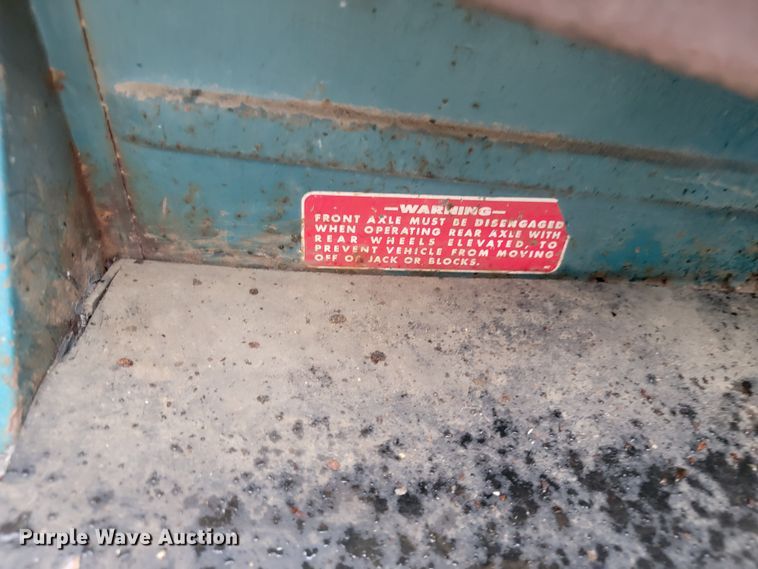 —WARNING—
FRONT AXLE MUST BE DISENGAGED
WHEN OPERATING REAR AXLE WITH
REAR WHEELS ELEVATED, TO
PREVENT VEHICLE FROM MOVING
OFF OF JACK OR BLOCKS.
Purple Wave Auction